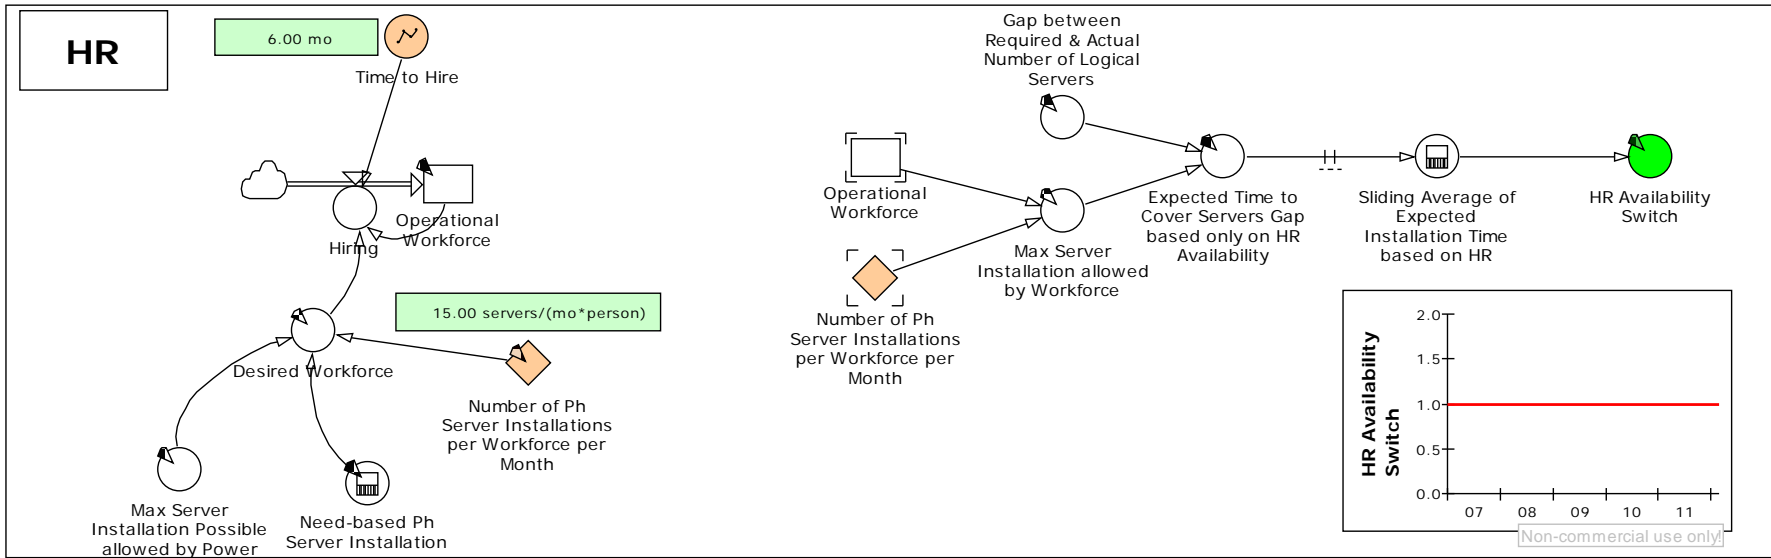 HR
6.00 mo
Time to Hire
Operational
Workforce
Hiring
15.00 servers/(mo*person)
Desired Workforce
Number of Ph
Server Installations
per Workforce per
Month
Max Server
Installation Possible
allowed by Power
Need-based Ph
Server Installation
Gap between
Required & Actual
Number of Logical
Servers
Operational
Workforce
Number of Ph
Server Installations
per Workforce per
Month
Max Server
Installation allowed
by Workforce
Expected Time to
Cover Servers Gap
based only on HR
Availability
Sliding Average of
Expected
Installation Time
based on HR
HR Availability
Switch
HR Availability
Switch
2.0
1.5
1.0
0.5
0.0
07 08 09 10 11
Non-commercial use only!